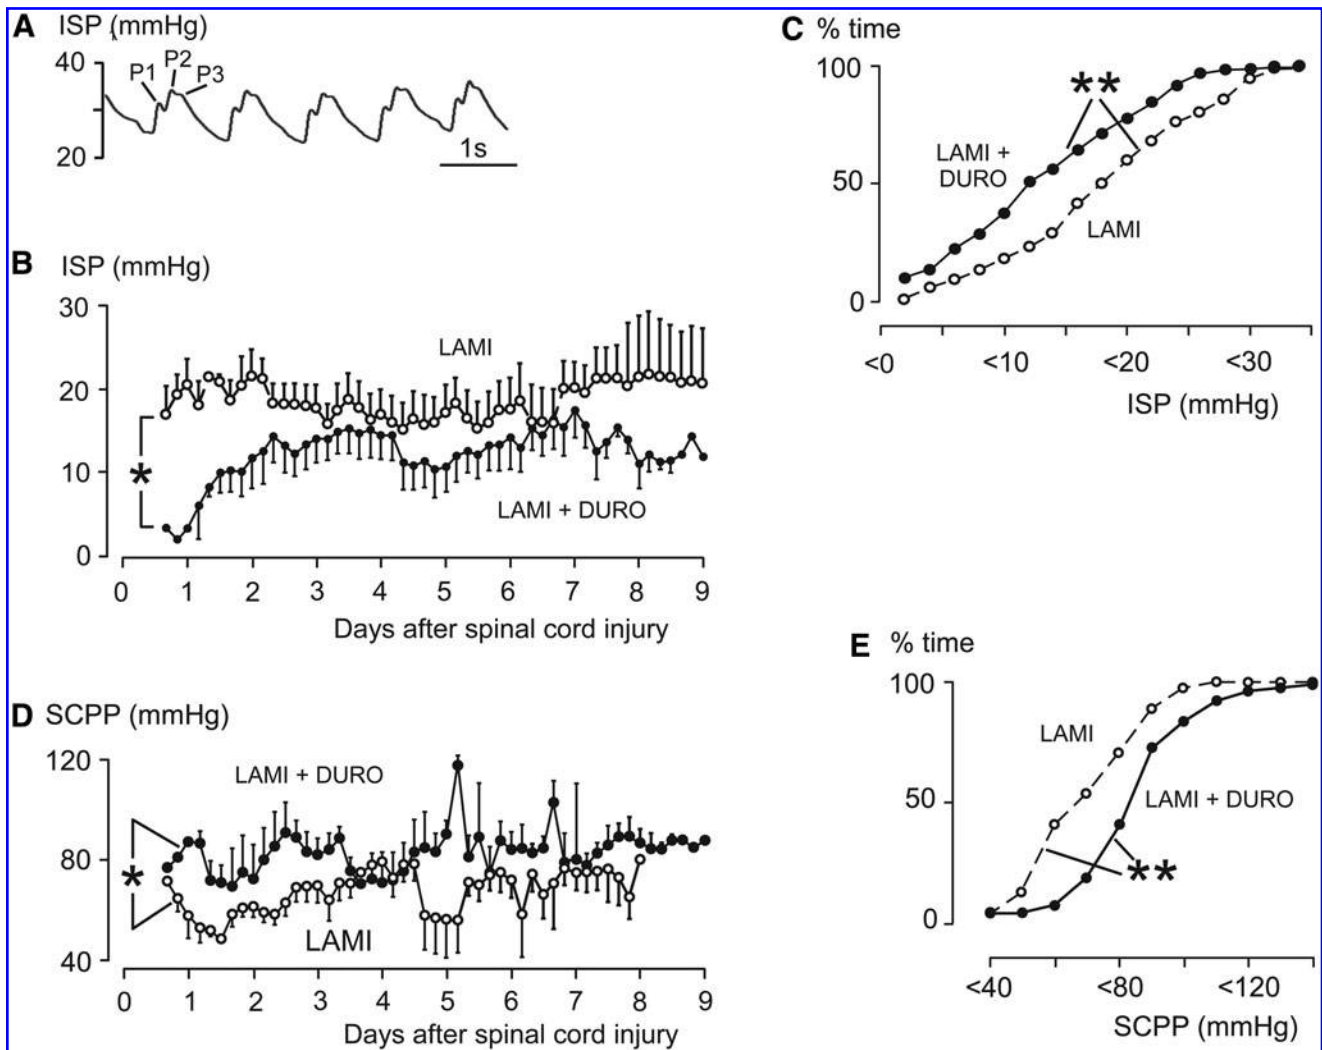 A ISP (mmHg)
40
20
P1
P2
P3
1s
B ISP (mmHg)
30
20
10
0
LAMI
*
LAMI + DURO
0 1 2 3 4 5 6 7 8 9
Days after spinal cord injury
C % time
100
50
0
**
LAMI +
DURO
LAMI
<0 <10 <20 <30
ISP (mmHg)
D SCPP (mmHg)
120
80
40
LAMI + DURO
*
LAMI
0 1 2 3 4 5 6 7 8 9
Days after spinal cord injury
E % time
100
50
0
LAMI
LAMI + DURO
**
<40 <80 <120
SCPP (mmHg)